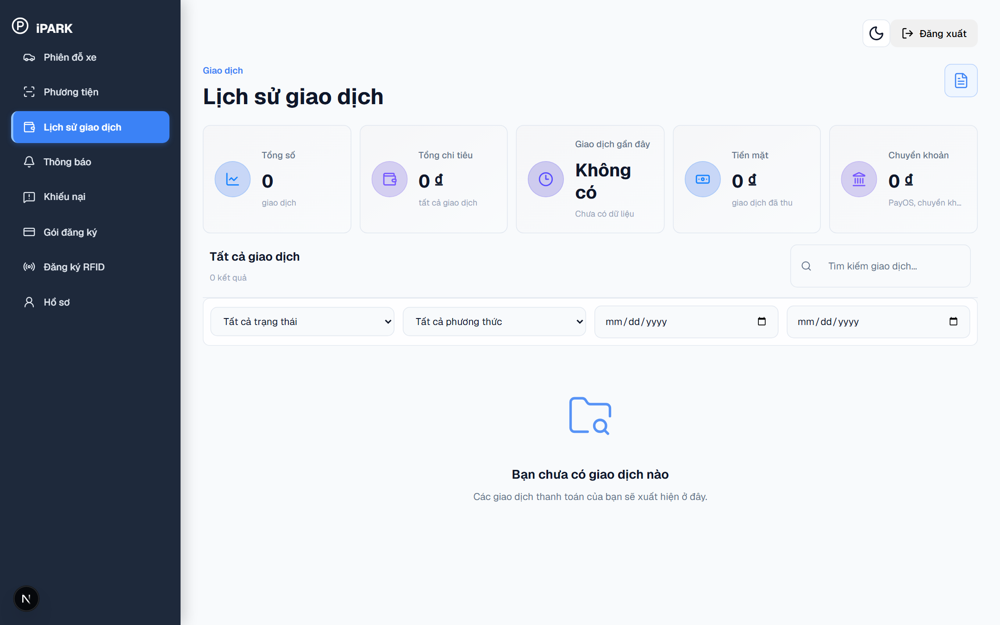 iPARK
Phiên đỗ xe
Phương tiện
Lịch sử giao dịch
Thông báo
Khiếu nại
Gói đăng ký
Đăng ký RFID
Hồ sơ
N
Đăng xuất
Giao dịch
Lịch sử giao dịch
Tổng số
0
giao dịch
Tổng chi tiêu
0 ₫
tất cả giao dịch
Giao dịch gần đây
Không
có
Chưa có dữ liệu
Tiền mặt
0 ₫
giao dịch đã thu
Chuyển khoản
0 ₫
PayOS, chuyển kh...
Tất cả giao dịch
0 kết quả
Tìm kiếm giao dịch...
Tất cả trạng thái
Tất cả phương thức
mm/dd/yyyy
mm/dd/yyyy
Bạn chưa có giao dịch nào
Các giao dịch thanh toán của bạn sẽ xuất hiện ở đây.